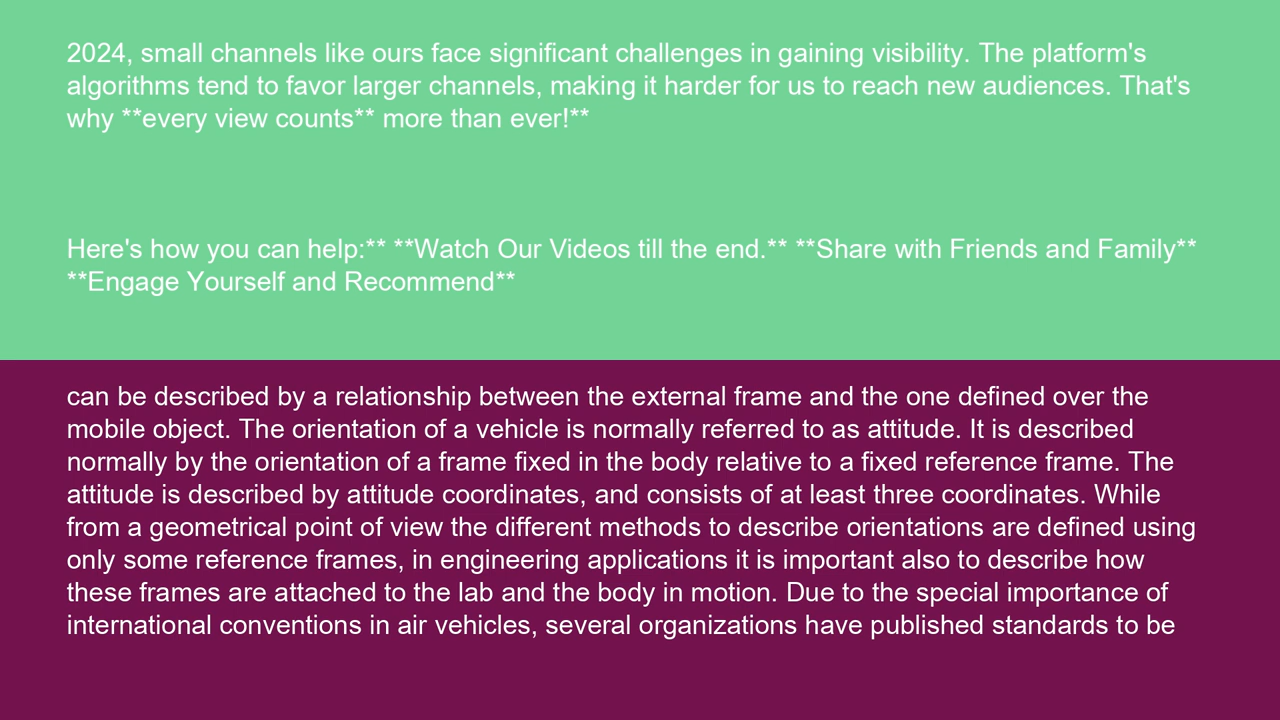 2024, small channels like ours face significant challenges in gaining visibility. The platform's
algorithms tend to favor larger channels, making it harder for us to reach new audiences. That's
why **every view counts** more than ever!**
Here's how you can help:** **Watch Our Videos till the end.** **Share with Friends and Family**
**Engage Yourself and Recommend**
can be described by a relationship between the external frame and the one defined over the
mobile object. The orientation of a vehicle is normally referred to as attitude. It is described
normally by the orientation of a frame fixed in the body relative to a fixed reference frame. The
attitude is described by attitude coordinates, and consists of at least three coordinates. While
from a geometrical point of view the different methods to describe orientations are defined using
only some reference frames, in engineering applications it is important also to describe how
these frames are attached to the lab and the body in motion. Due to the special importance of
international conventions in air vehicles, several organizations have published standards to be